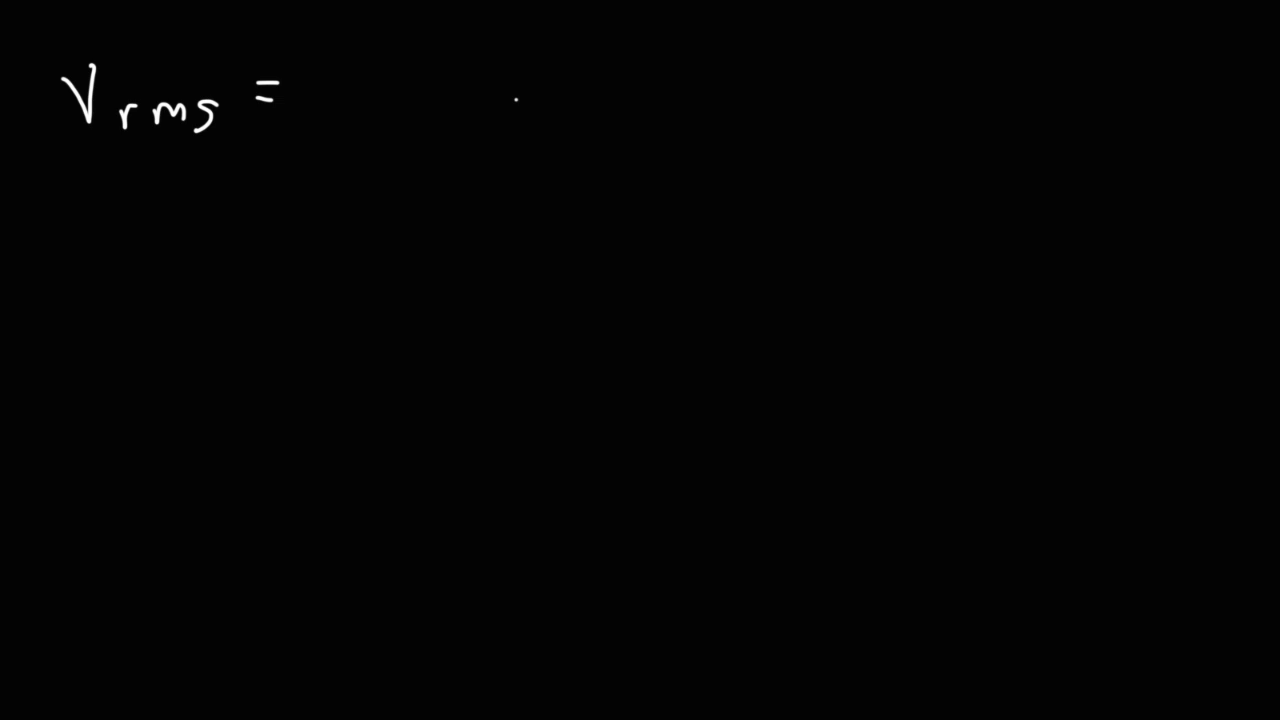 Vrms =